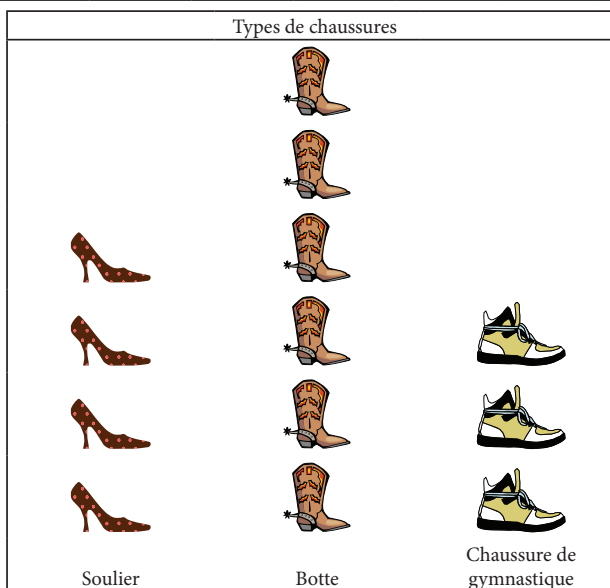 Types de chaussures
Soulier
Botte
Chaussure de
gymnastique